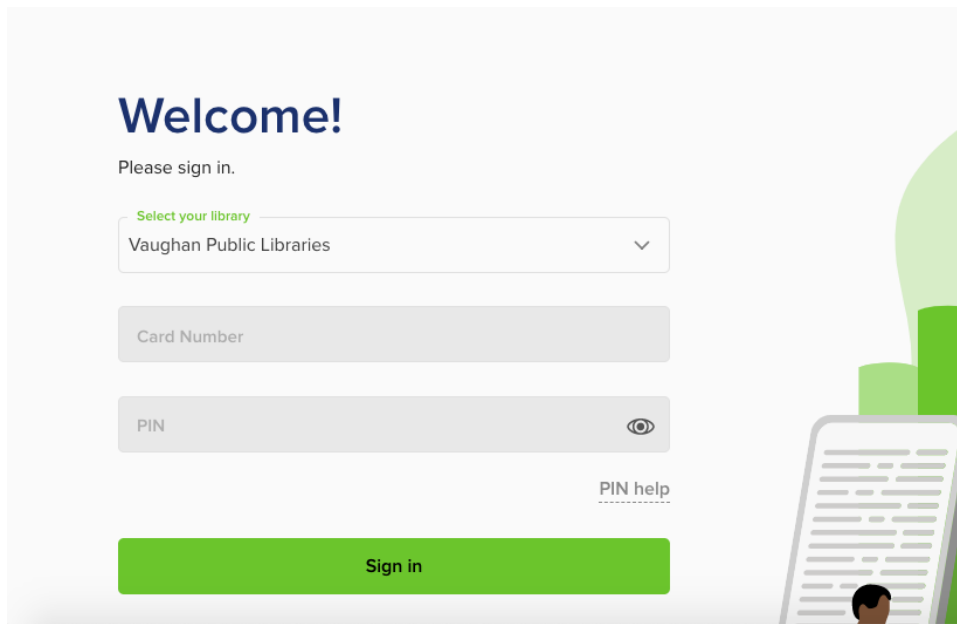 Welcome!
Please sign in.
Select your library
Vaughan Public Libraries
Card Number
PIN
PIN help
Sign in